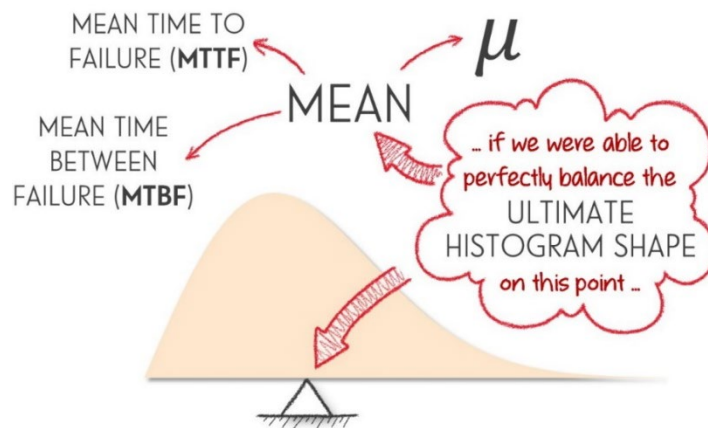 MEAN TIME TO
FAILURE (MTTF)
μ
MEAN
MEAN TIME
BETWEEN
FAILURE (MTBF)
... if we were able to
perfectly balance the
ULTIMATE
HISTOGRAM SHAPE
on this point ...